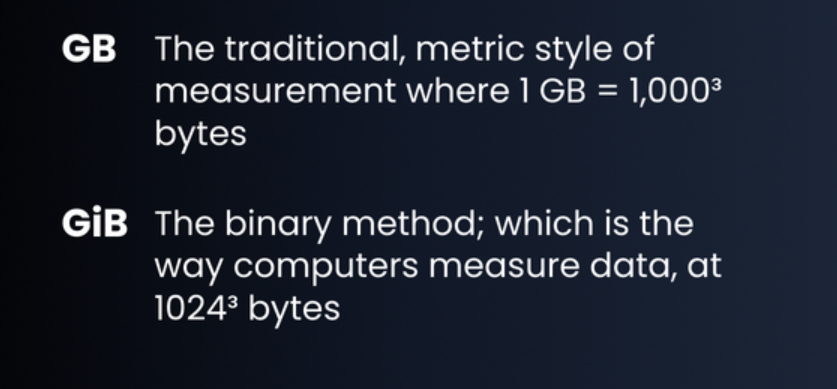 GB The traditional, metric style of
measurement where 1 GB = 1,000³
bytes
GiB The binary method; which is the
way computers measure data, at
1024³ bytes